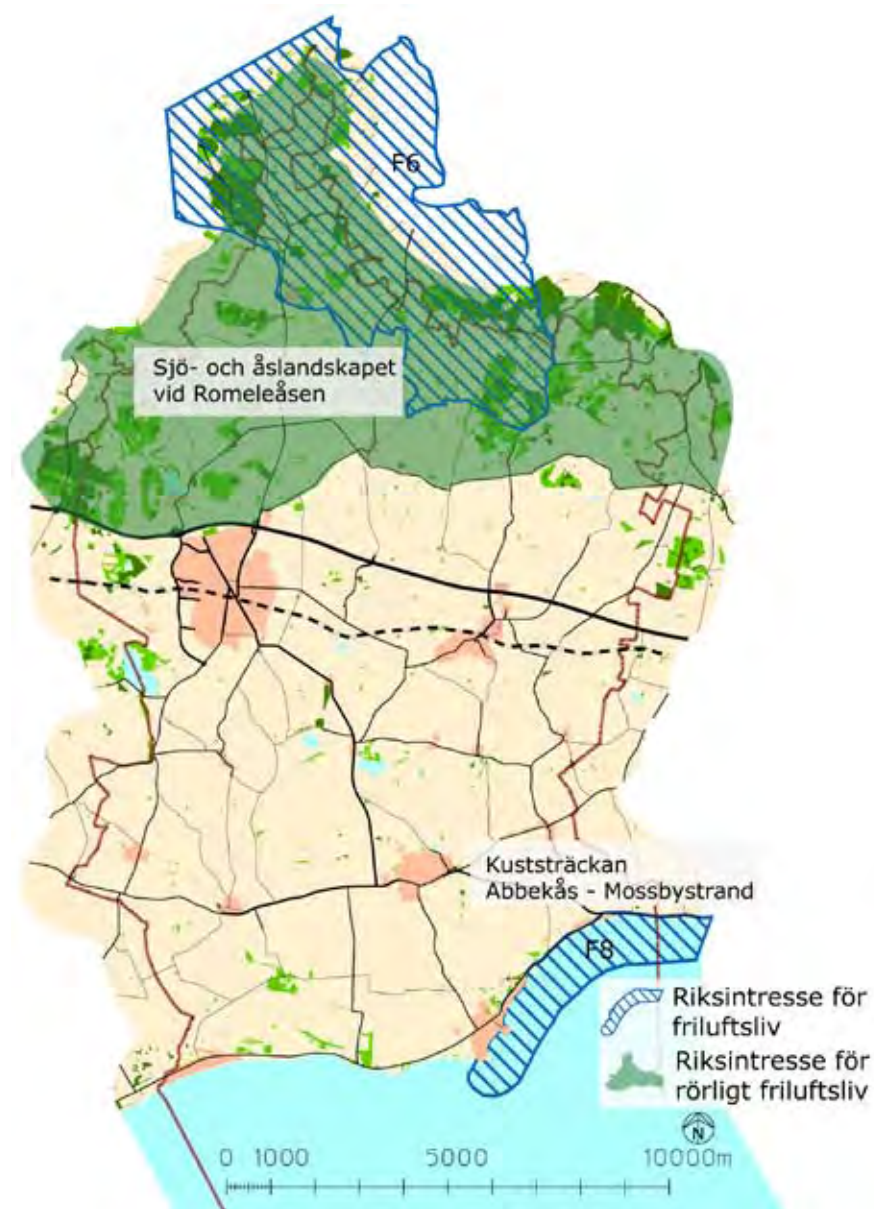 F6
Sjö- och åslandskapet
vid Romeleåsen
Kuststräckan
Abbekås - Mossbystrand
F8
Riksintresse för
friluftsliv
Riksintresse för
rörligt friluftsliv
N
0 1000 5000 10000m